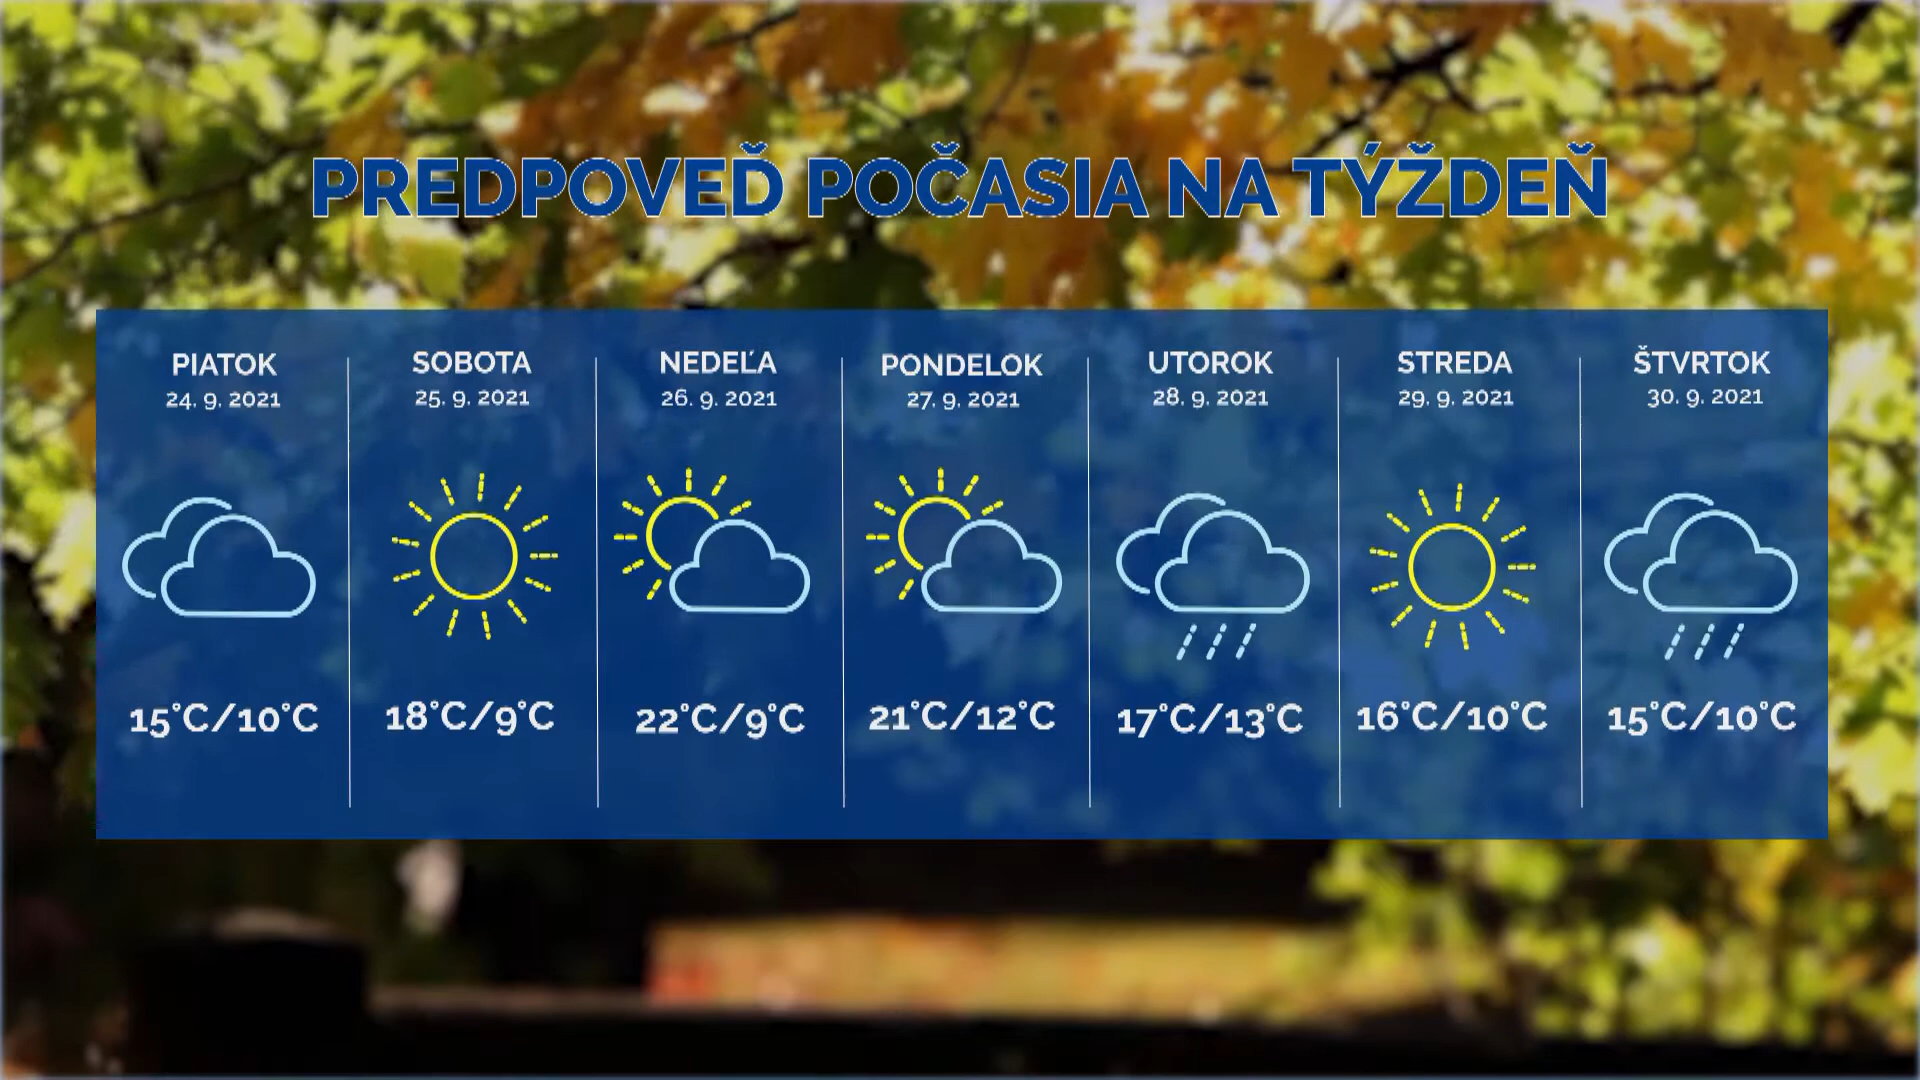 PREDPOVEĎ POČASIA NA TÝŽDEŇ
PIATOK
24. 9. 2021
15°C/10°C
SOBOTA
25. 9. 2021
18°C/9°C
NEDEĽA
26. 9. 2021
22°C/9°C
PONDELOK
27. 9. 2021
21°C/12°C
UTOROK
28. 9. 2021
17°C/13°C
STREDA
29. 9. 2021
16°C/10°C
ŠTVRTOK
30. 9. 2021
15°C/10°C